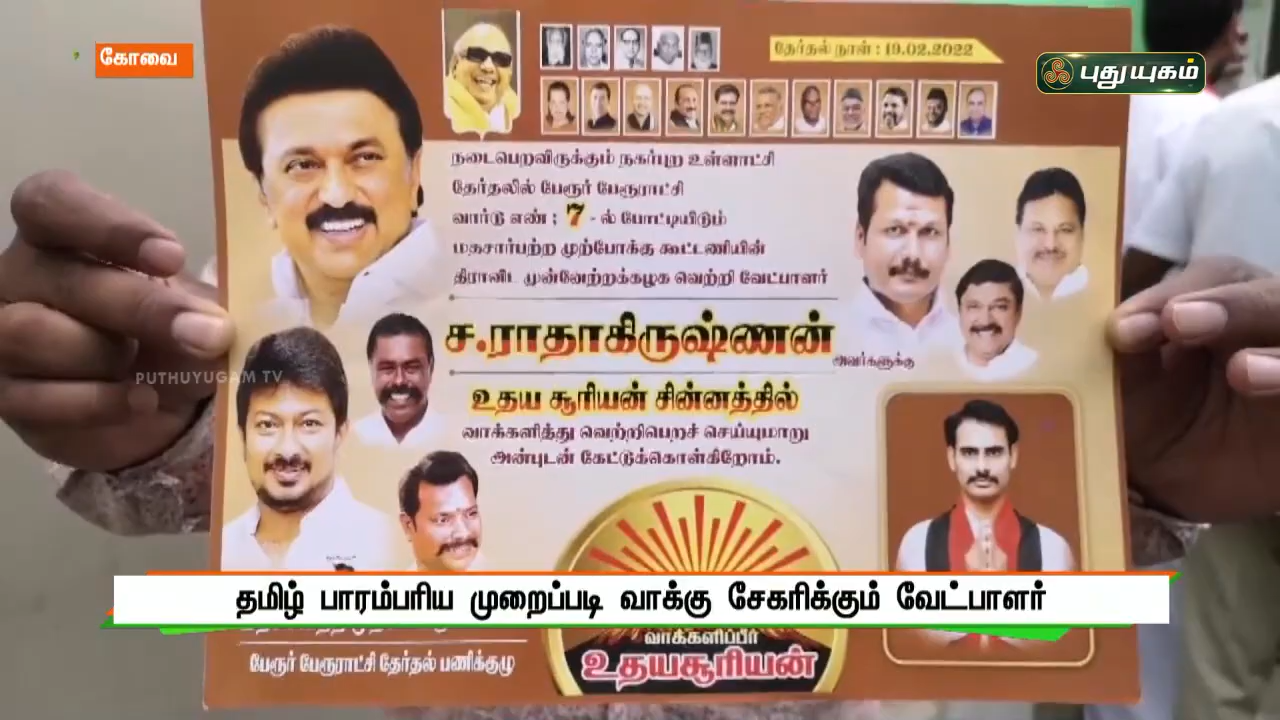 கோவை
தேர்தல் நாள் : 19.02.2022
புதுயுகம்
நடைபெறவிருக்கும் நகர்புற உள்ளாட்சி
தேர்தலில் பேரூர் பேரூராட்சி
வார்டு எண் : 7 - ல் போட்டியிடும்
மதசார்பற்ற முற்போக்கு கூட்டணியின்
திராவிட முன்னேற்றக்கழக வெற்றி வேட்பாளர்
ச.ராதாகிருஷ்ணன்
அவர்களுக்கு
உதய சூரியன் சின்னத்தில்
வாக்களித்து வெற்றிபெறச் செய்யுமாறு
அன்புடன் கேட்டுக்கொள்கிறோம்.
PUTHUYUGAM TV
தமிழ் பாரம்பரிய முறைப்படி வாக்கு சேகரிக்கும் வேட்பாளர்
பேரூர் பேரூராட்சி தேர்தல் பணிக்குழு
வாக்களிப்பீர்
உதயசூரியன்